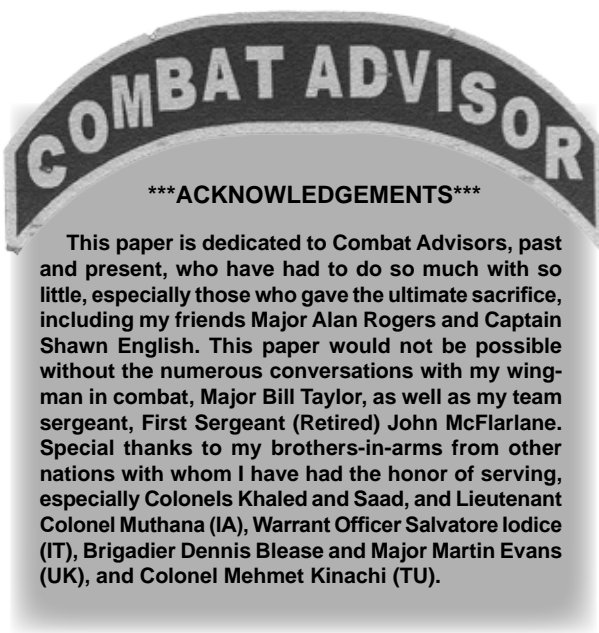 COMBAT ADVISOR
***ACKNOWLEDGEMENTS***
This paper is dedicated to Combat Advisors, past
and present, who have had to do so much with so
little, especially those who gave the ultimate sacrifice,
including my friends Major Alan Rogers and Captain
Shawn English. This paper would not be possible
without the numerous conversations with my wing-
man in combat, Major Bill Taylor, as well as my team
sergeant, First Sergeant (Retired) John McFlarlane.
Special thanks to my brothers-in-arms from other
nations with whom I have had the honor of serving,
especially Colonels Khaled and Saad, and Lieutenant
Colonel Muthana (IA), Warrant Officer Salvatore Iodice
(IT), Brigadier Dennis Blease and Major Martin Evans
(UK), and Colonel Mehmet Kinachi (TU).